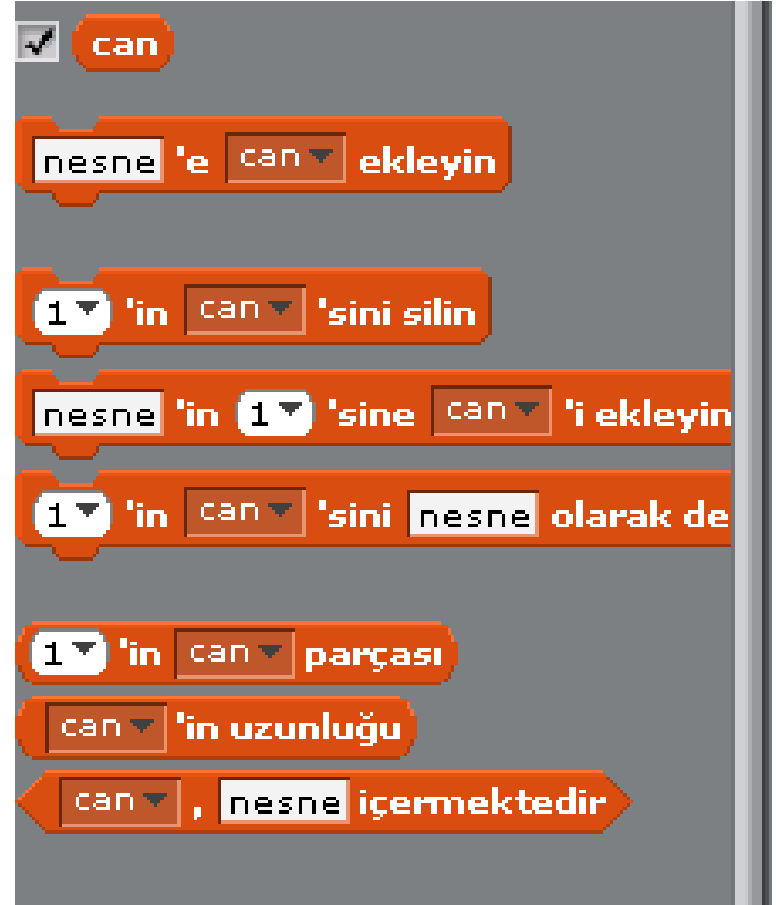 can
nesne 'e can ekleyin
1 'in can 'sini silin
nesne 'in 1 'sine can 'i ekleyin
1 'in can 'sini nesne olarak de
1 'in can parçası
can 'in uzunluğu
can , nesne içermektedir